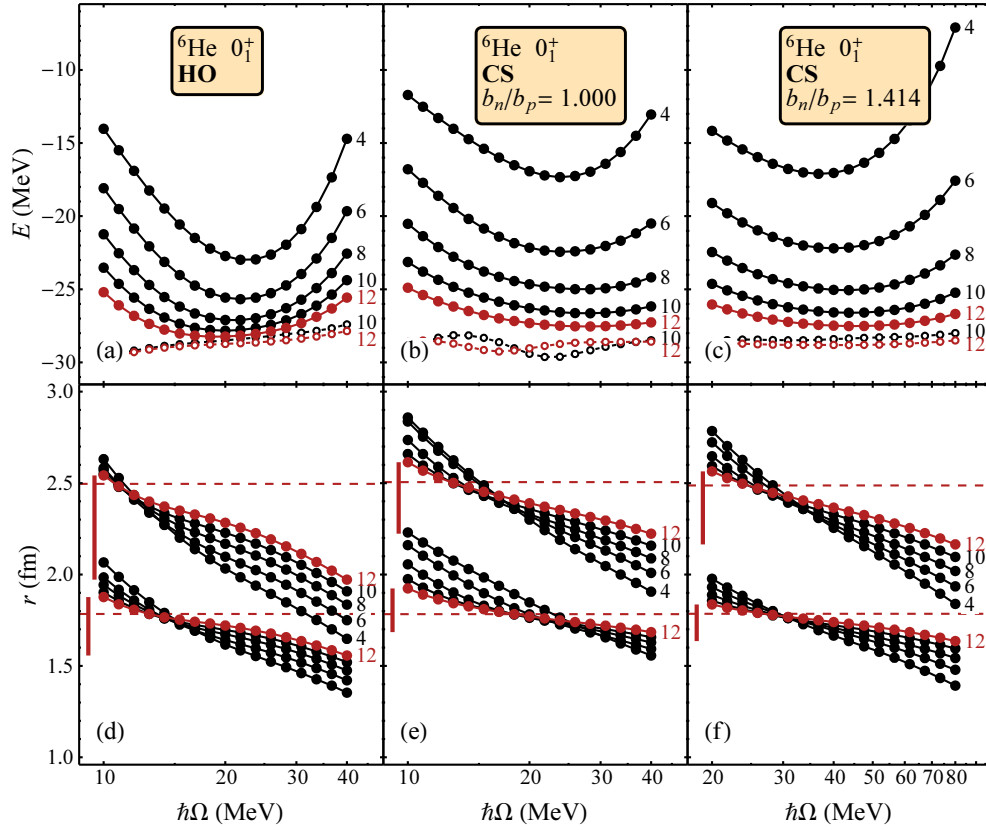 ⁶He 0₁⁺
HO
⁶He 0₁⁺
CS
bₙ/bₚ= 1.000
⁶He 0₁⁺
CS
bₙ/bₚ= 1.414
E (MeV)
−10
−15
−20
−25
−30
4
6
8
10
12
10
12
(a)
4
6
8
10
12
10
12
(b)
4
6
8
10
12
10
12
(c)
r (fm)
3.0
2.5
2.0
1.5
1.0
12
10
8
6
4
12
(d)
12
10
8
6
4
12
(e)
12
10
8
6
4
12
(f)
10 20 30 40
10 20 30 40
20 30 40 50 60 70 80
ℏΩ (MeV)
ℏΩ (MeV)
ℏΩ (MeV)